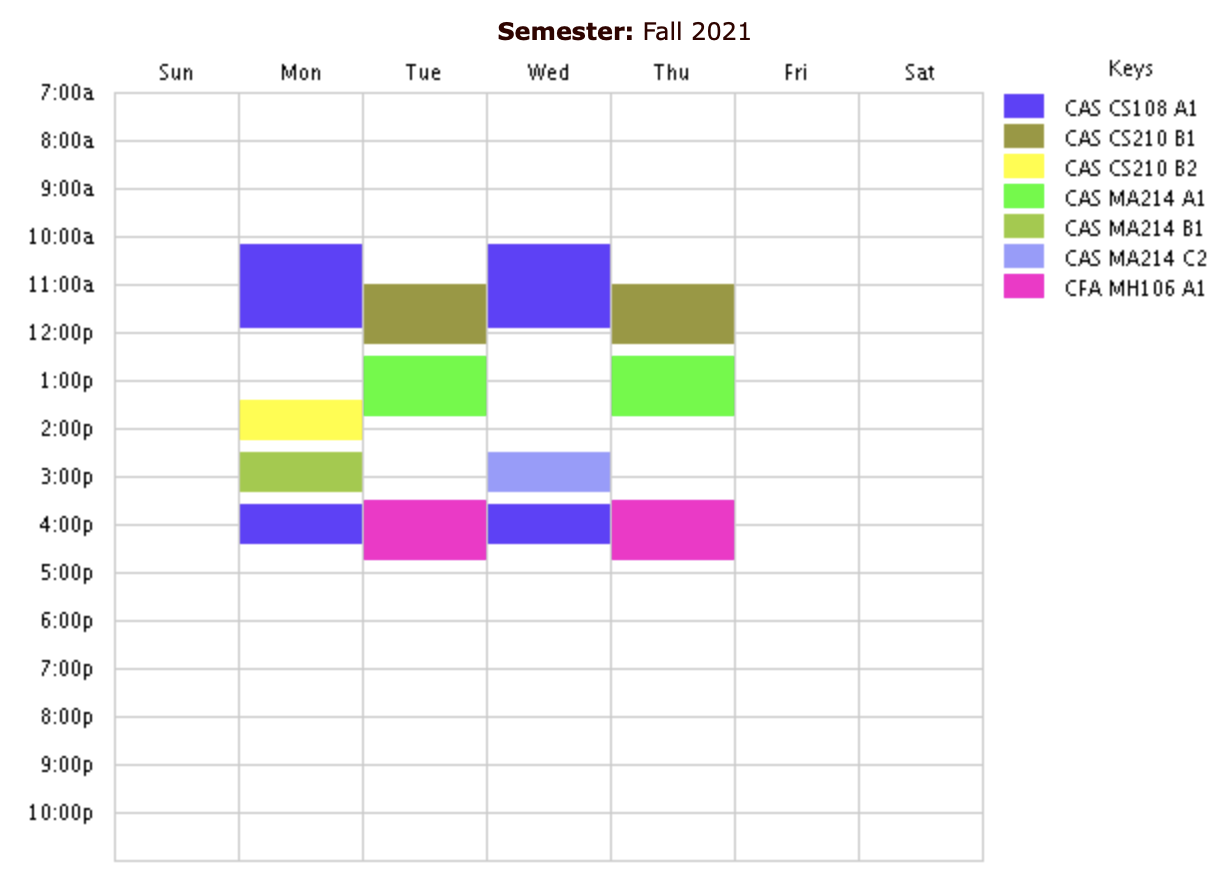 Semester: Fall 2021
Sun Mon Tue Wed Thu Fri Sat
Keys
7:00a
8:00a
9:00a
10:00a
11:00a
12:00p
1:00p
2:00p
3:00p
4:00p
5:00p
6:00p
7:00p
8:00p
9:00p
10:00p
CAS CS108 A1
CAS CS210 B1
CAS CS210 B2
CAS MA214 A1
CAS MA214 B1
CAS MA214 C2
CFA MH106 A1